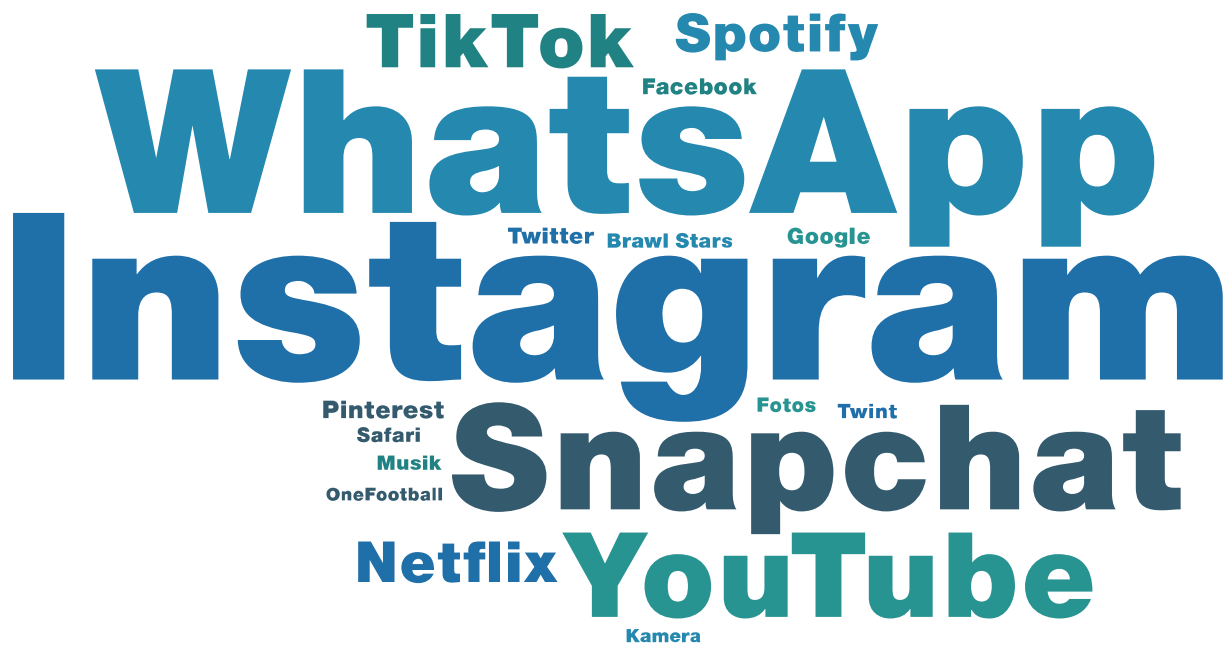 TikTok
Spotify
Facebook
WhatsApp
Twitter
Brawl Stars
Google
Instagram
Pinterest
Safari
Musik
OneFootball
Fotos
Twint
Snapchat
Netflix
YouTube
Kamera